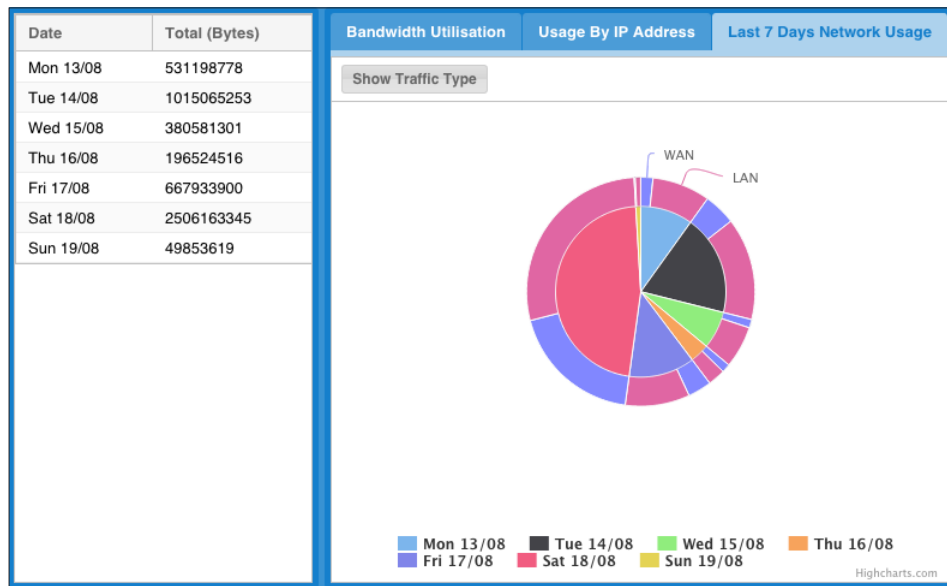 Date Total (Bytes)
Mon 13/08 531198778
Tue 14/08 1015065253
Wed 15/08 380581301
Thu 16/08 196524516
Fri 17/08 667933900
Sat 18/08 2506163345
Sun 19/08 49853619
Bandwidth Utilisation Usage By IP Address Last 7 Days Network Usage
Show Traffic Type
WAN
LAN
Mon 13/08 Tue 14/08 Wed 15/08 Thu 16/08
Fri 17/08 Sat 18/08 Sun 19/08
Highcharts.com